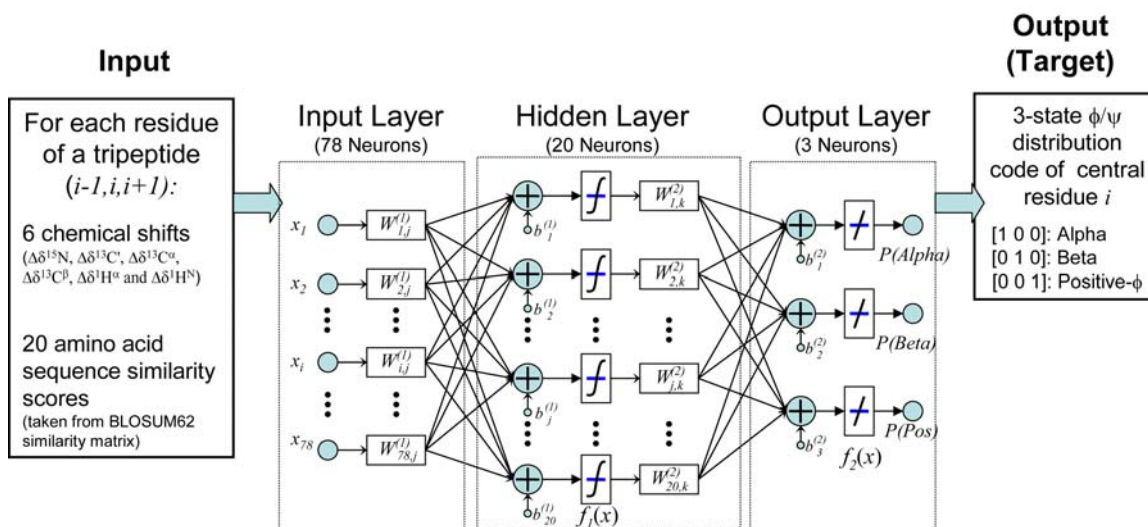 Input
Output
(Target)
For each residue
of a tripeptide
(i-1,i,i+1):
6 chemical shifts
(Δδ¹⁵N, Δδ¹³C', Δδ¹³Cᵅ,
Δδ¹³Cᵝ, Δδ¹Hᵅ and Δδ¹Hᴺ)
20 amino acid
sequence similarity
scores
(taken from BLOSUM62
similarity matrix)
Input Layer
(78 Neurons)
x₁
x₂
xᵢ
x₇₈
W⁽¹⁾₁,ⱼ
W⁽¹⁾₂,ⱼ
W⁽¹⁾ᵢ,ⱼ
W⁽¹⁾₇₈,ⱼ
Hidden Layer
(20 Neurons)
b⁽¹⁾₁
b⁽¹⁾₂
b⁽¹⁾ⱼ
b⁽¹⁾₂₀
f₁(x)
W⁽²⁾₁,ₖ
W⁽²⁾₂,ₖ
W⁽²⁾ⱼ,ₖ
W⁽²⁾₂₀,ₖ
Output Layer
(3 Neurons)
b⁽²⁾₁
b⁽²⁾₂
b⁽²⁾₃
f₂(x)
P(Alpha)
P(Beta)
P(Pos)
3-state ϕ/ψ
distribution
code of central
residue i
[1 0 0]: Alpha
[0 1 0]: Beta
[0 0 1]: Positive-ϕ